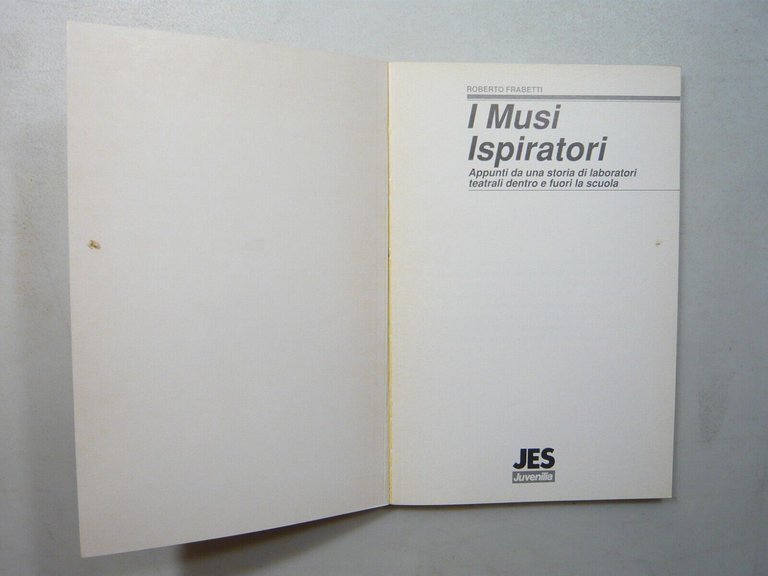 ROBERTO FRABETTI
I Musi
Ispiratori
Appunti da una storia di laboratori
teatrali dentro e fuori la scuola
JES
Juvenilia